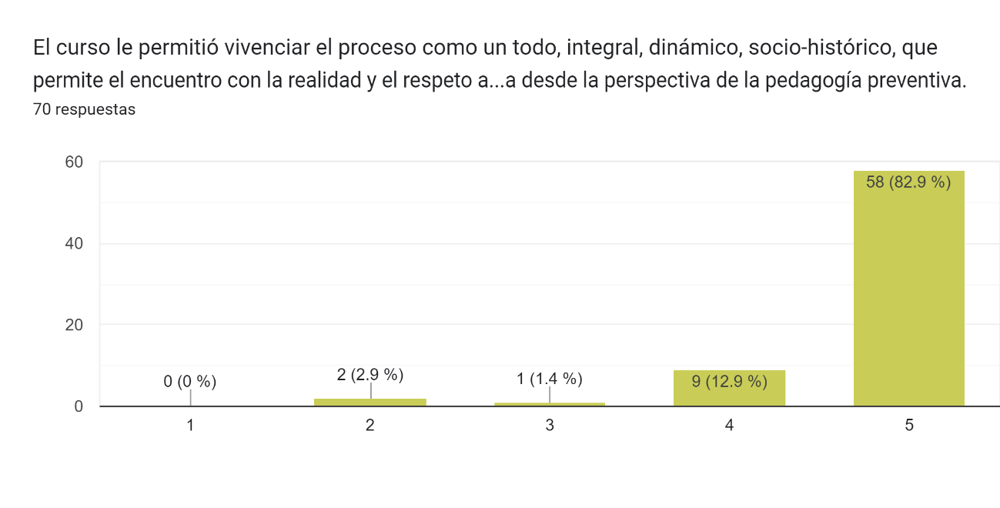 El curso le permitió vivenciar el proceso como un todo, integral, dinámico, socio-histórico, que
permite el encuentro con la realidad y el respeto a...a desde la perspectiva de la pedagogía preventiva.
70 respuestas
60
40
20
0
0 (0 %)
2 (2.9 %)
1 (1.4 %)
9 (12.9 %)
58 (82.9 %)
1
2
3
4
5